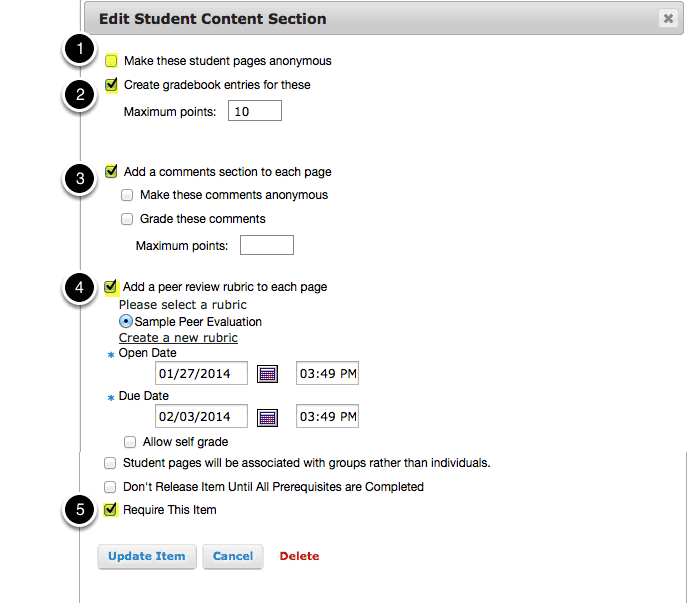 Edit Student Content Section
1
Make these student pages anonymous
2
Create gradebook entries for these
Maximum points: 10
3
Add a comments section to each page
Make these comments anonymous
Grade these comments
Maximum points:
4
Add a peer review rubric to each page
Please select a rubric
Sample Peer Evaluation
Create a new rubric
* Open Date
01/27/2014 03:49 PM
* Due Date
02/03/2014 03:49 PM
Allow self grade
Student pages will be associated with groups rather than individuals.
Don't Release Item Until All Prerequisites are Completed
5
Require This Item
Update Item Cancel Delete